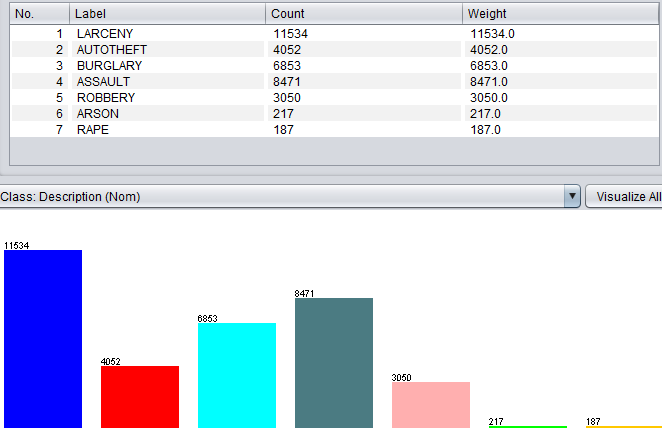 No. Label Count Weight
1 LARCENY 11534 11534.0
2 AUTOTHEFT 4052 4052.0
3 BURGLARY 6853 6853.0
4 ASSAULT 8471 8471.0
5 ROBBERY 3050 3050.0
6 ARSON 217 217.0
7 RAPE 187 187.0
Class: Description (Nom) Visualize All
11534
4052
6853
8471
3050
217
187